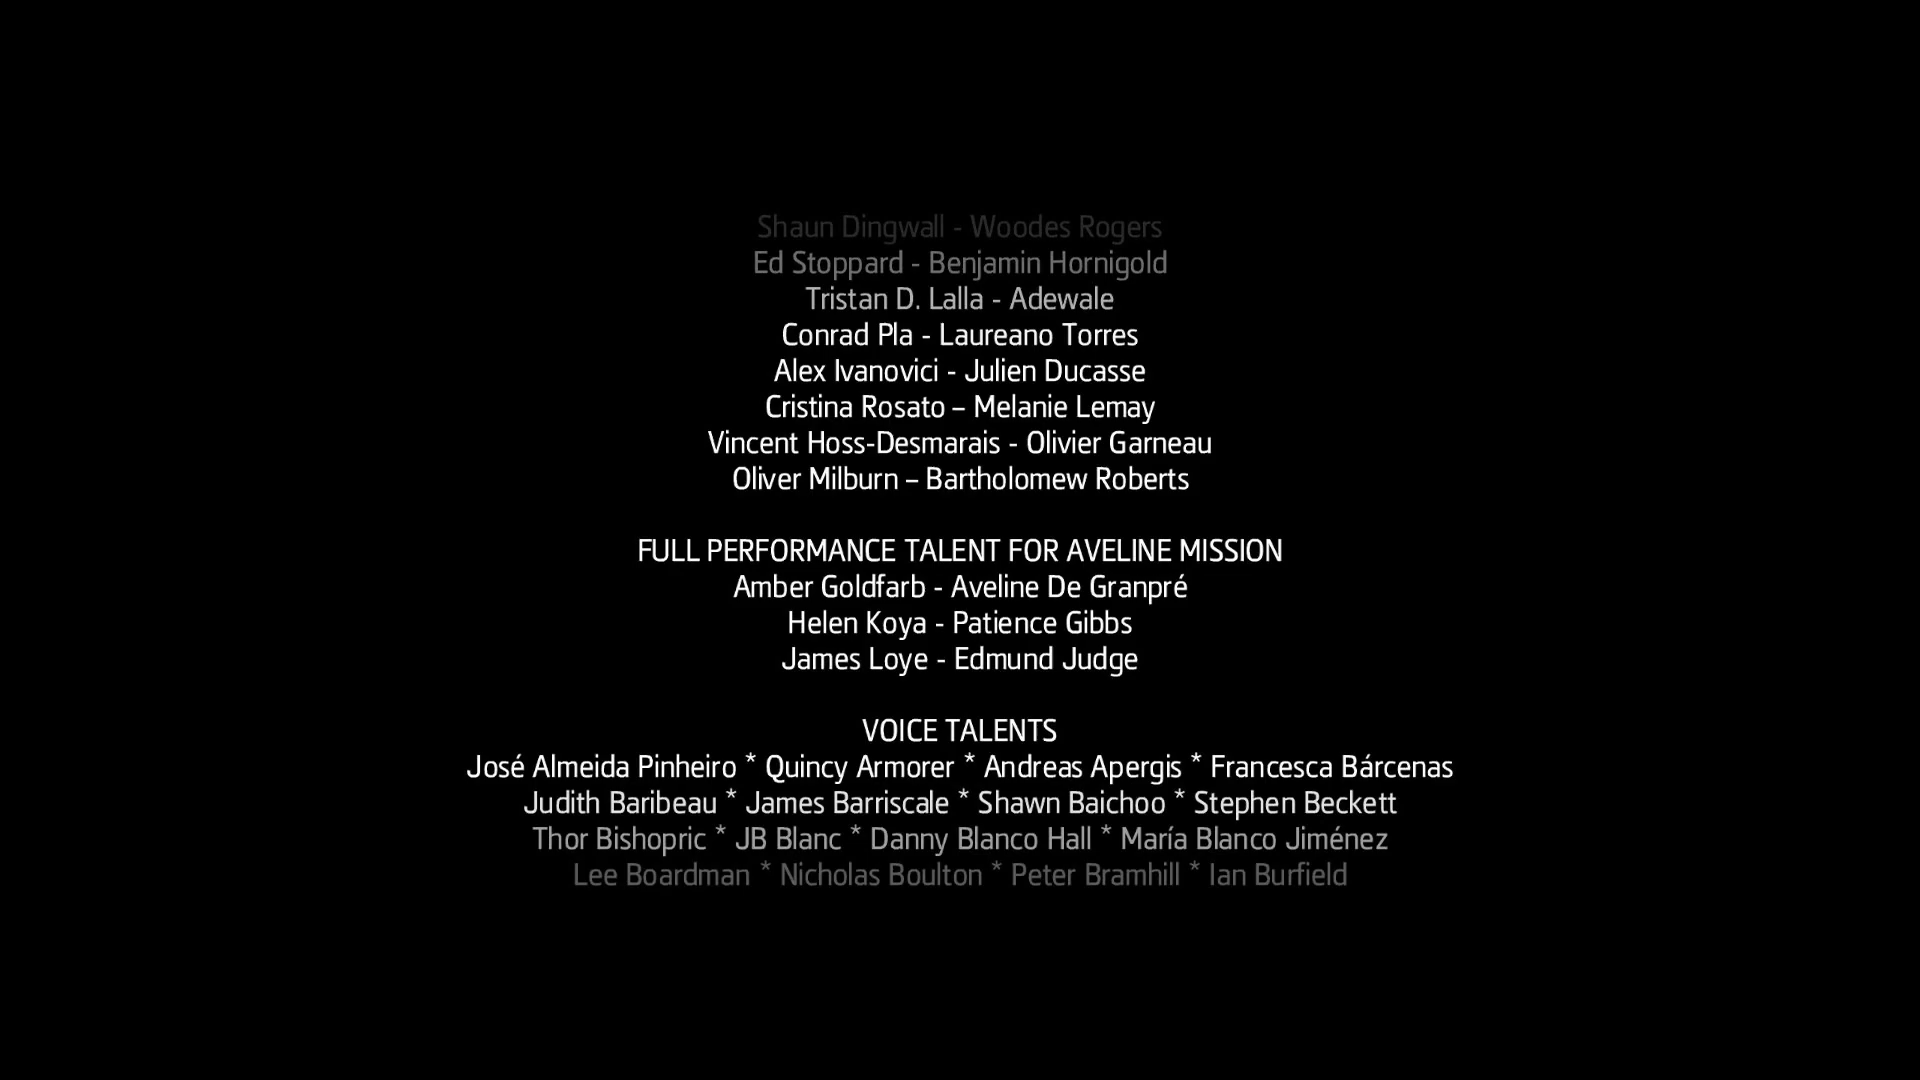 Shaun Dingwall - Woodes Rogers
Ed Stoppard - Benjamin Hornigold
Tristan D. Lalla - Adewale
Conrad Pla - Laureano Torres
Alex Ivanovici - Julien Ducasse
Cristina Rosato – Melanie Lemay
Vincent Hoss-Desmarais - Olivier Garneau
Oliver Milburn – Bartholomew Roberts
FULL PERFORMANCE TALENT FOR AVELINE MISSION
Amber Goldfarb - Aveline De Granpré
Helen Koya - Patience Gibbs
James Loye - Edmund Judge
VOICE TALENTS
José Almeida Pinheiro * Quincy Armorer * Andreas Apergis * Francesca Bárcenas
Judith Baribeau * James Barriscale * Shawn Baichoo * Stephen Beckett
Thor Bishopric * JB Blanc * Danny Blanco Hall * María Blanco Jiménez
Lee Boardman * Nicholas Boulton * Peter Bramhill * Ian Burfield